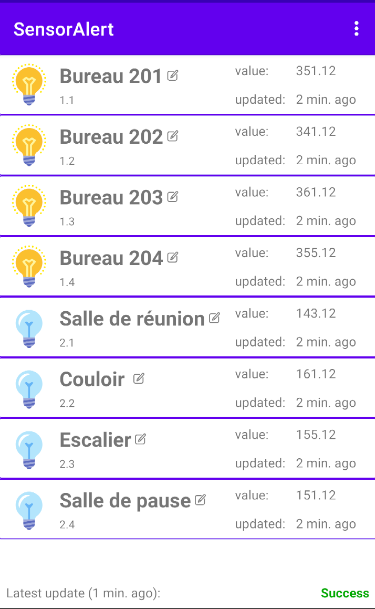 SensorAlert
Bureau 201 value: 351.12
1.1 updated: 2 min. ago
Bureau 202 value: 341.12
1.2 updated: 2 min. ago
Bureau 203 value: 361.12
1.3 updated: 2 min. ago
Bureau 204 value: 355.12
1.4 updated: 2 min. ago
Salle de réunion value: 143.12
2.1 updated: 2 min. ago
Couloir value: 161.12
2.2 updated: 2 min. ago
Escalier value: 155.12
2.3 updated: 2 min. ago
Salle de pause value: 151.12
2.4 updated: 2 min. ago
Latest update (1 min. ago): Success